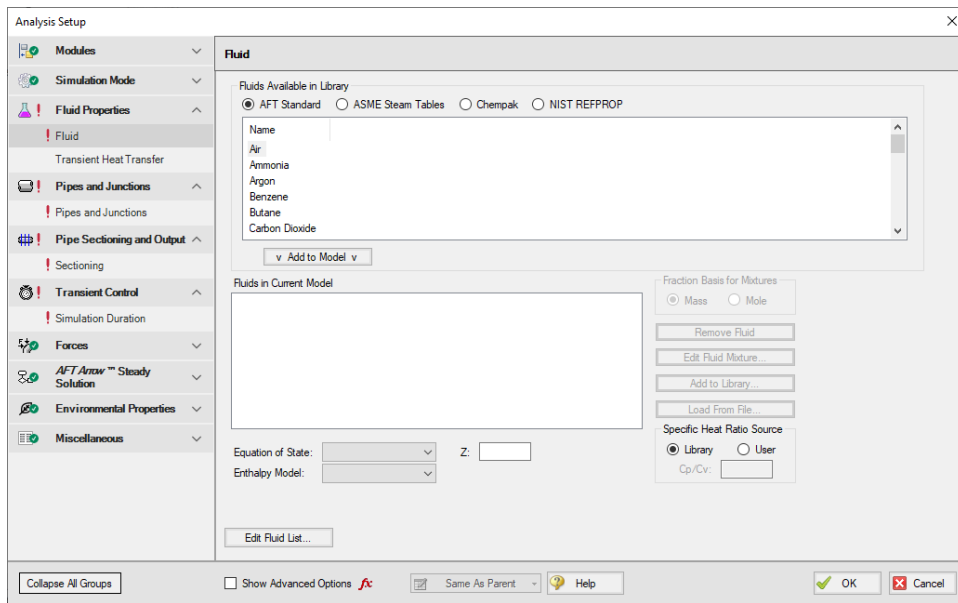 Analysis Setup
Modules
Simulation Mode
Fluid Properties
Fluid
Transient Heat Transfer
Pipes and Junctions
Pipes and Junctions
Pipe Sectioning and Output
Sectioning
Transient Control
Simulation Duration
Forces
AFT Arrow ™ Steady
Solution
Environmental Properties
Miscellaneous
Collapse All Groups
Fluid
Fluids Available in Library
AFT Standard ASME Steam Tables Chempak NIST REFPROP
Name
Air
Ammonia
Argon
Benzene
Butane
Carbon Dioxide
v Add to Model v
Fluids in Current Model
Fraction Basis for Mixtures
Mass Mole
Remove Fluid
Edit Fluid Mixture...
Add to Library...
Load From File...
Specific Heat Ratio Source
Library User
Cp/Cv:
Equation of State: Z:
Enthalpy Model:
Edit Fluid List...
Show Advanced Options fx Same As Parent Help OK Cancel